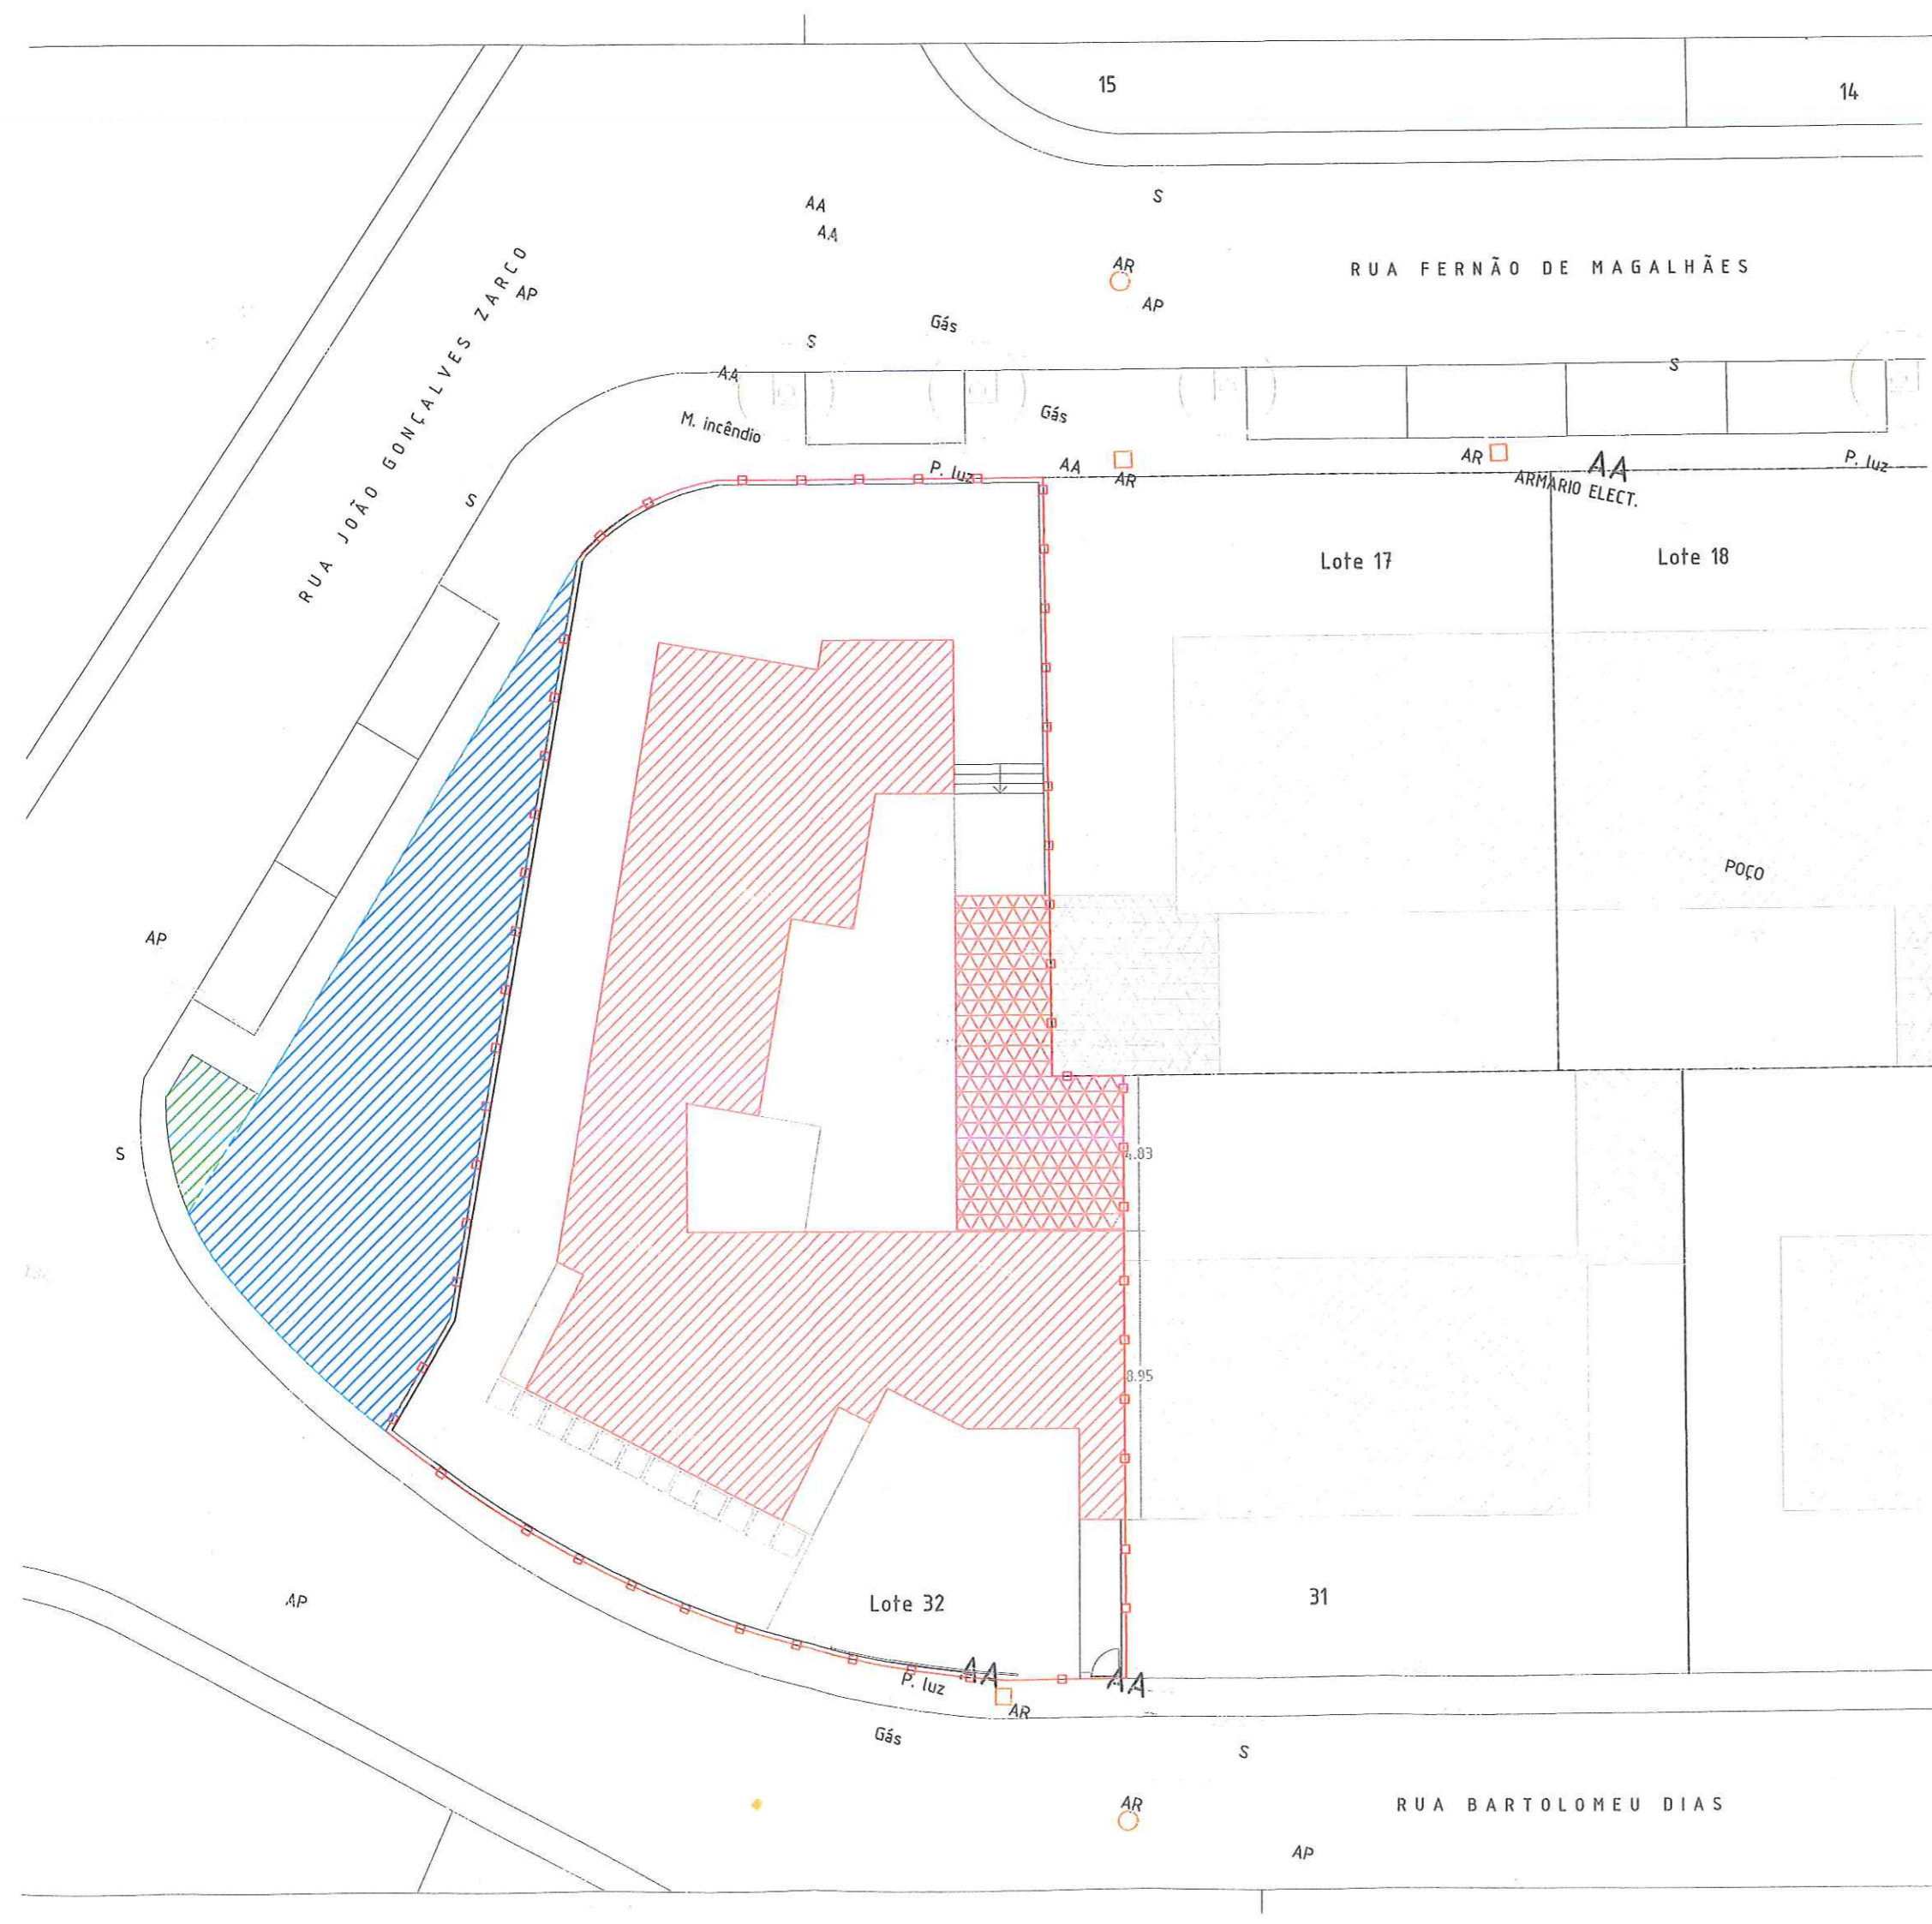 15
14
S
AA
AA
RUA FERNÃO DE MAGALHÃES
AR
AP
AP
Gás
S
RUA JOÃO GONÇALVES ZARCO
AA
S
M. incêndio
Gás
P. luz
AA
AR
AR
AA
P. luz
ARMARIO ELECT.
S
Lote 17
Lote 18
POÇO
AP
S
4.83
8.95
AP
Lote 32
31
AA
AA
P. luz
AR
Gás
S
AR
RUA BARTOLOMEU DIAS
AP